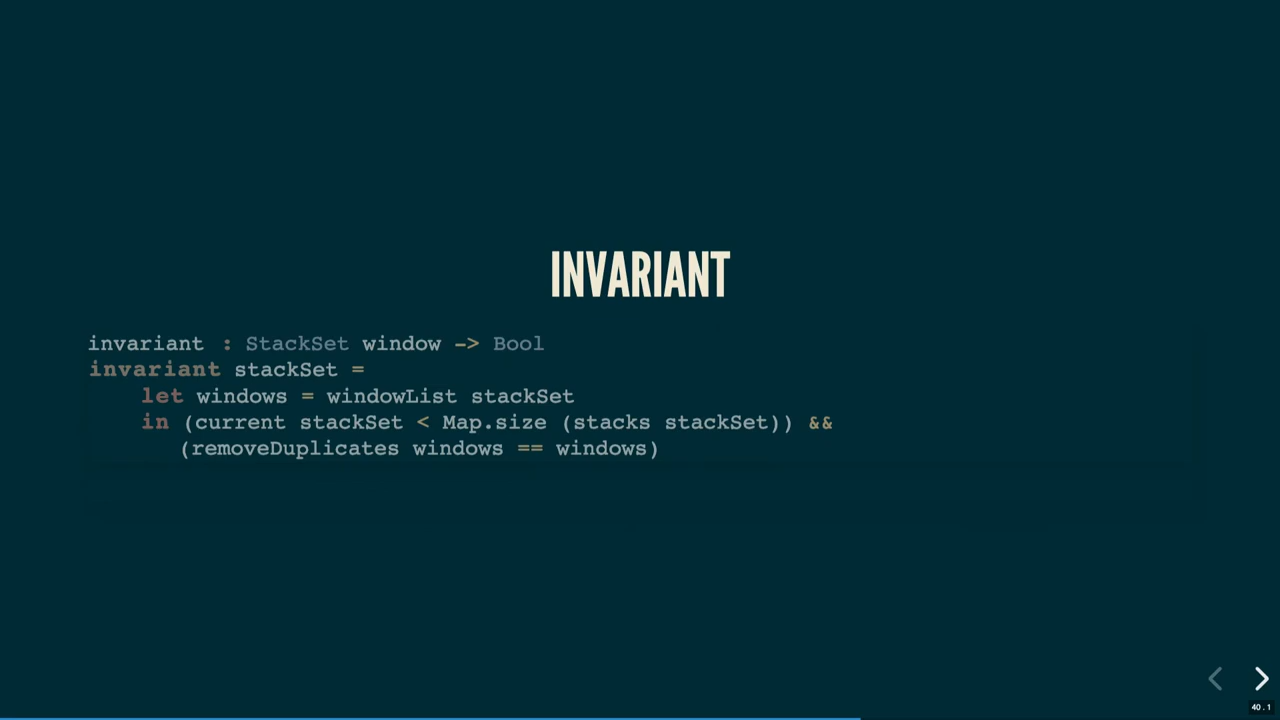 INVARIANT
invariant : StackSet window -> Bool
invariant stackSet =
    let windows = windowList stackSet
    in (current stackSet < Map.size (stacks stackSet)) &&
       (removeDuplicates windows == windows)
40.1